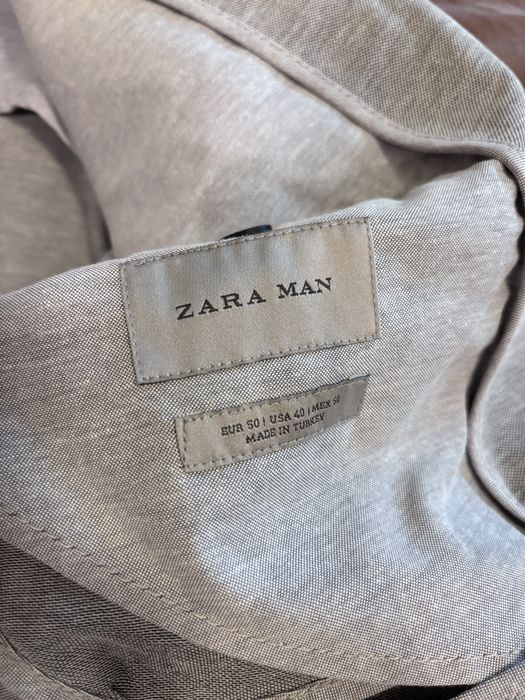 ZARA MAN
EUR 50 | USA 40 | MEX 50
MADE IN TURKEY